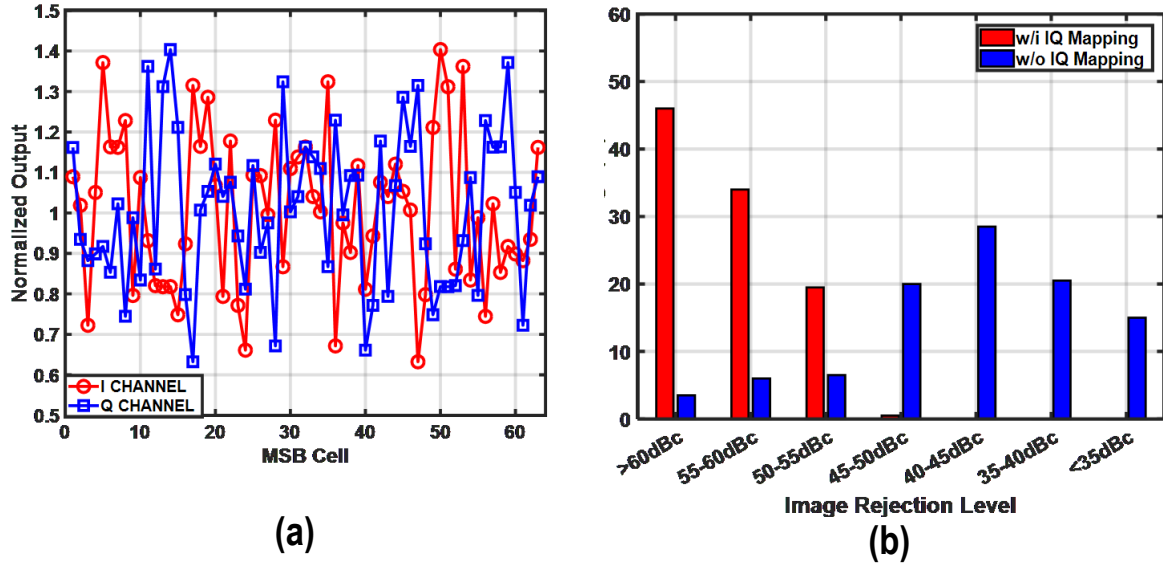 1.5
1.4
1.3
1.2
1.1
1
0.9
0.8
0.7
0.6
0.5
Normalized Output
I CHANNEL
Q CHANNEL
0 10 20 30 40 50 60
MSB Cell
(a)
60
50
40
30
20
10
0
w/i IQ Mapping
w/o IQ Mapping
>60dBc 55-60dBc 50-55dBc 45-50dBc 40-45dBc 35-40dBc <35dBc
Image Rejection Level
(b)